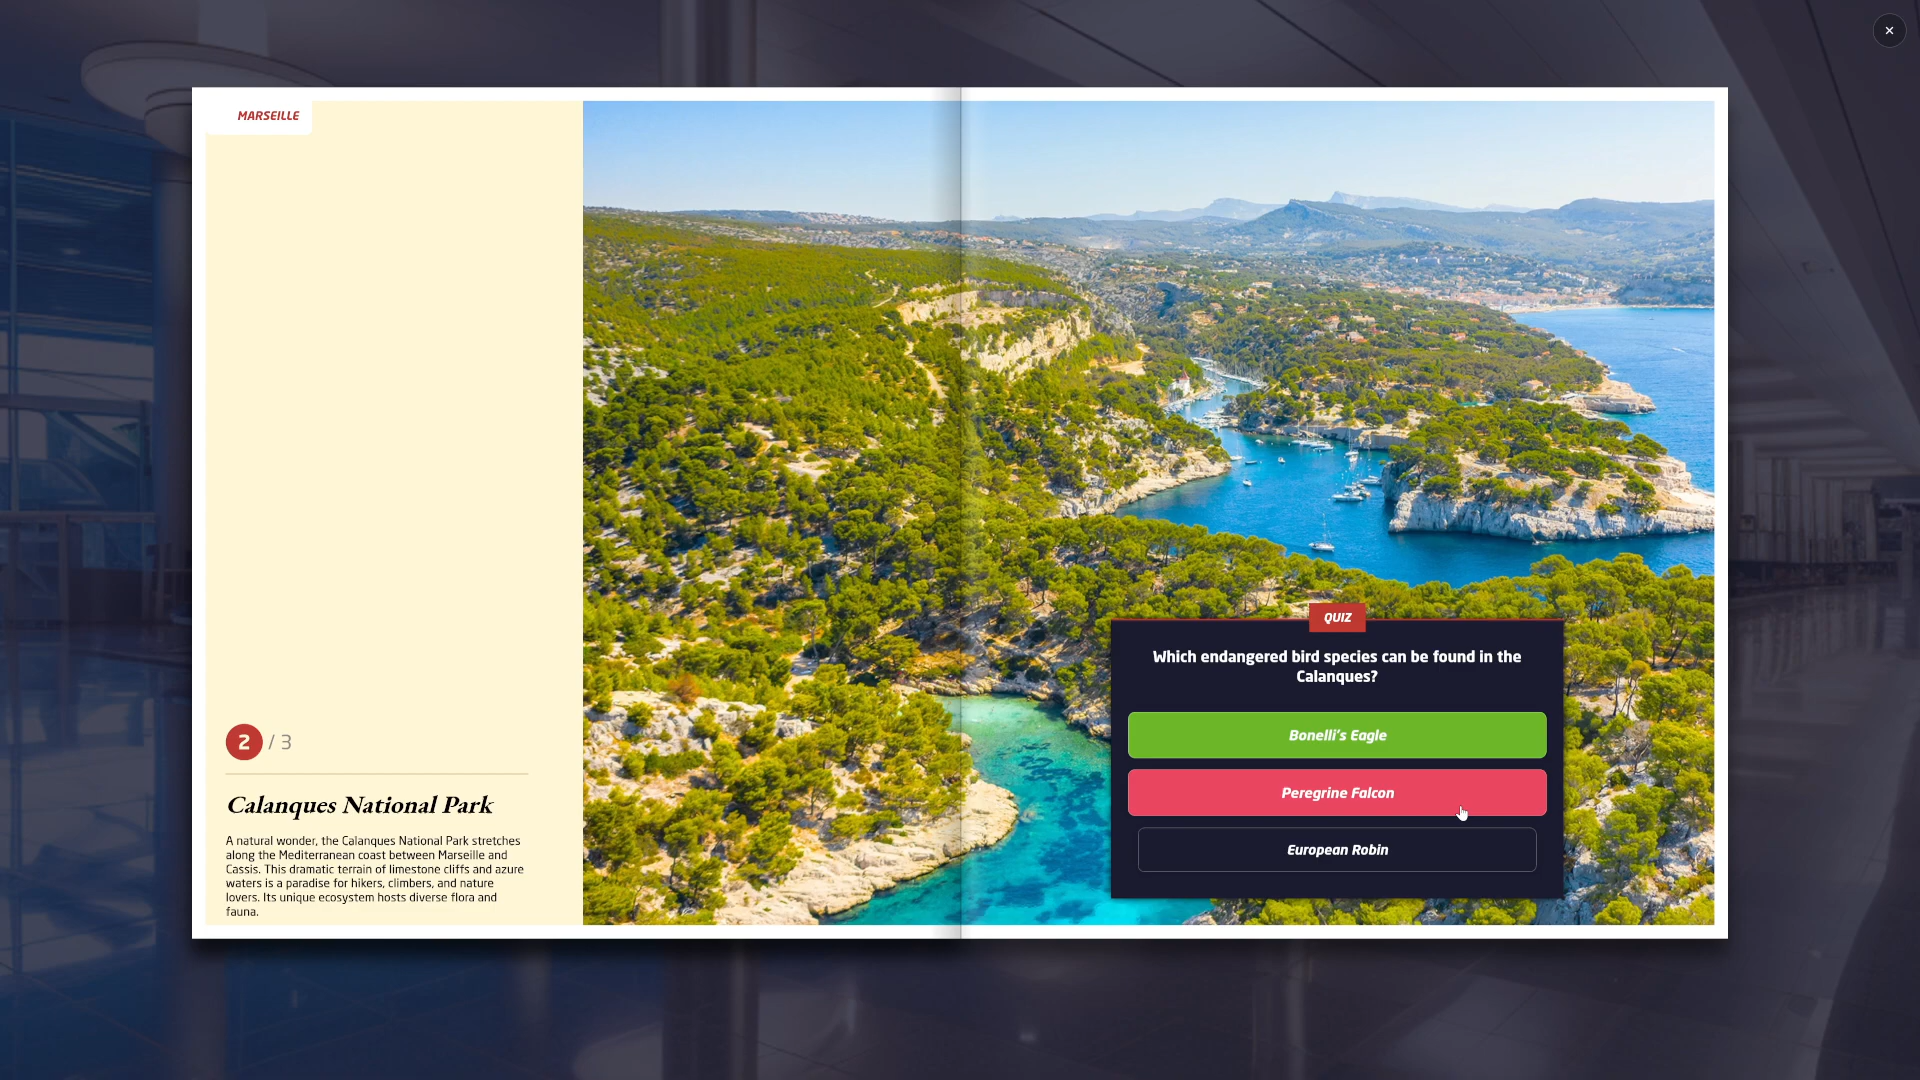 MARSEILLE
2 / 3
Calanques National Park
A natural wonder, the Calanques National Park stretches
along the Mediterranean coast between Marseille and
Cassis. This dramatic terrain of limestone cliffs and azure
waters is a paradise for hikers, climbers, and nature
lovers. Its unique ecosystem hosts diverse flora and
fauna.
QUIZ
Which endangered bird species can be found in the
Calanques?
Bonelli's Eagle
Peregrine Falcon
European Robin